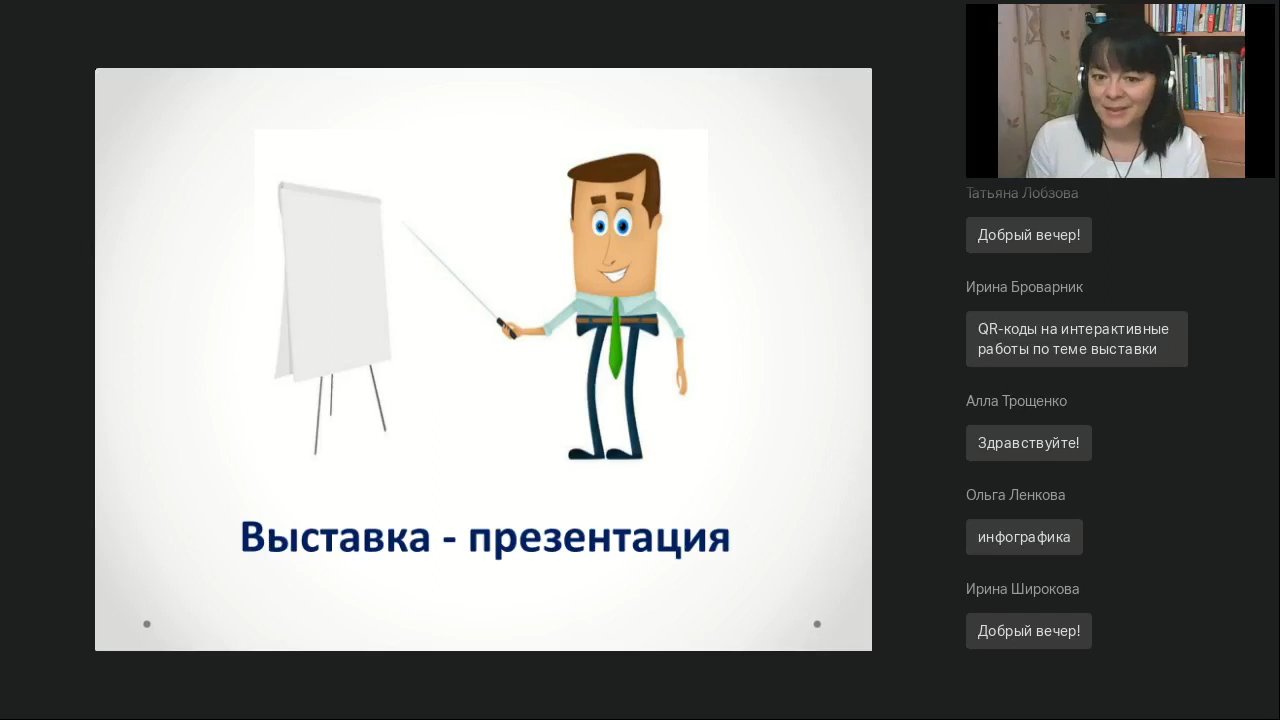 Выставка - презентация
Татьяна Лобзова
Добрый вечер!
Ирина Броварник
QR-коды на интерактивные
работы по теме выставки
Алла Трощенко
Здравствуйте!
Ольга Ленкова
инфографика
Ирина Широкова
Добрый вечер!